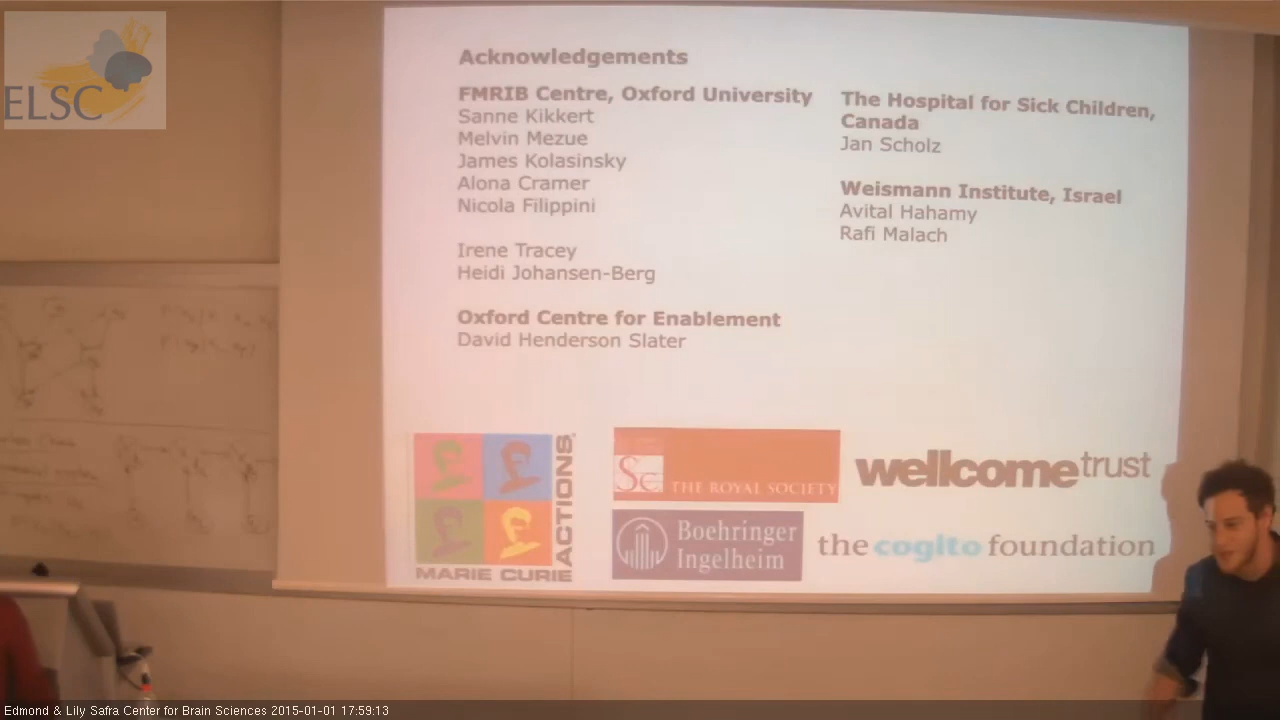 ELSC
Acknowledgements
FMRIB Centre, Oxford University
Sanne Kikkert
Melvin Mezue
James Kolasinsky
Alona Cramer
Nicola Filippini
Irene Tracey
Heidi Johansen-Berg
Oxford Centre for Enablement
David Henderson Slater
The Hospital for Sick Children,
Canada
Jan Scholz
Weismann Institute, Israel
Avital Hahamy
Rafi Malach
MARIE CURIE
ACTIONS
THE ROYAL SOCIETY
wellcometrust
Boehringer
Ingelheim
the cogito foundation
Edmond & Lily Safra Center for Brain Sciences 2015-01-01 17:59:13